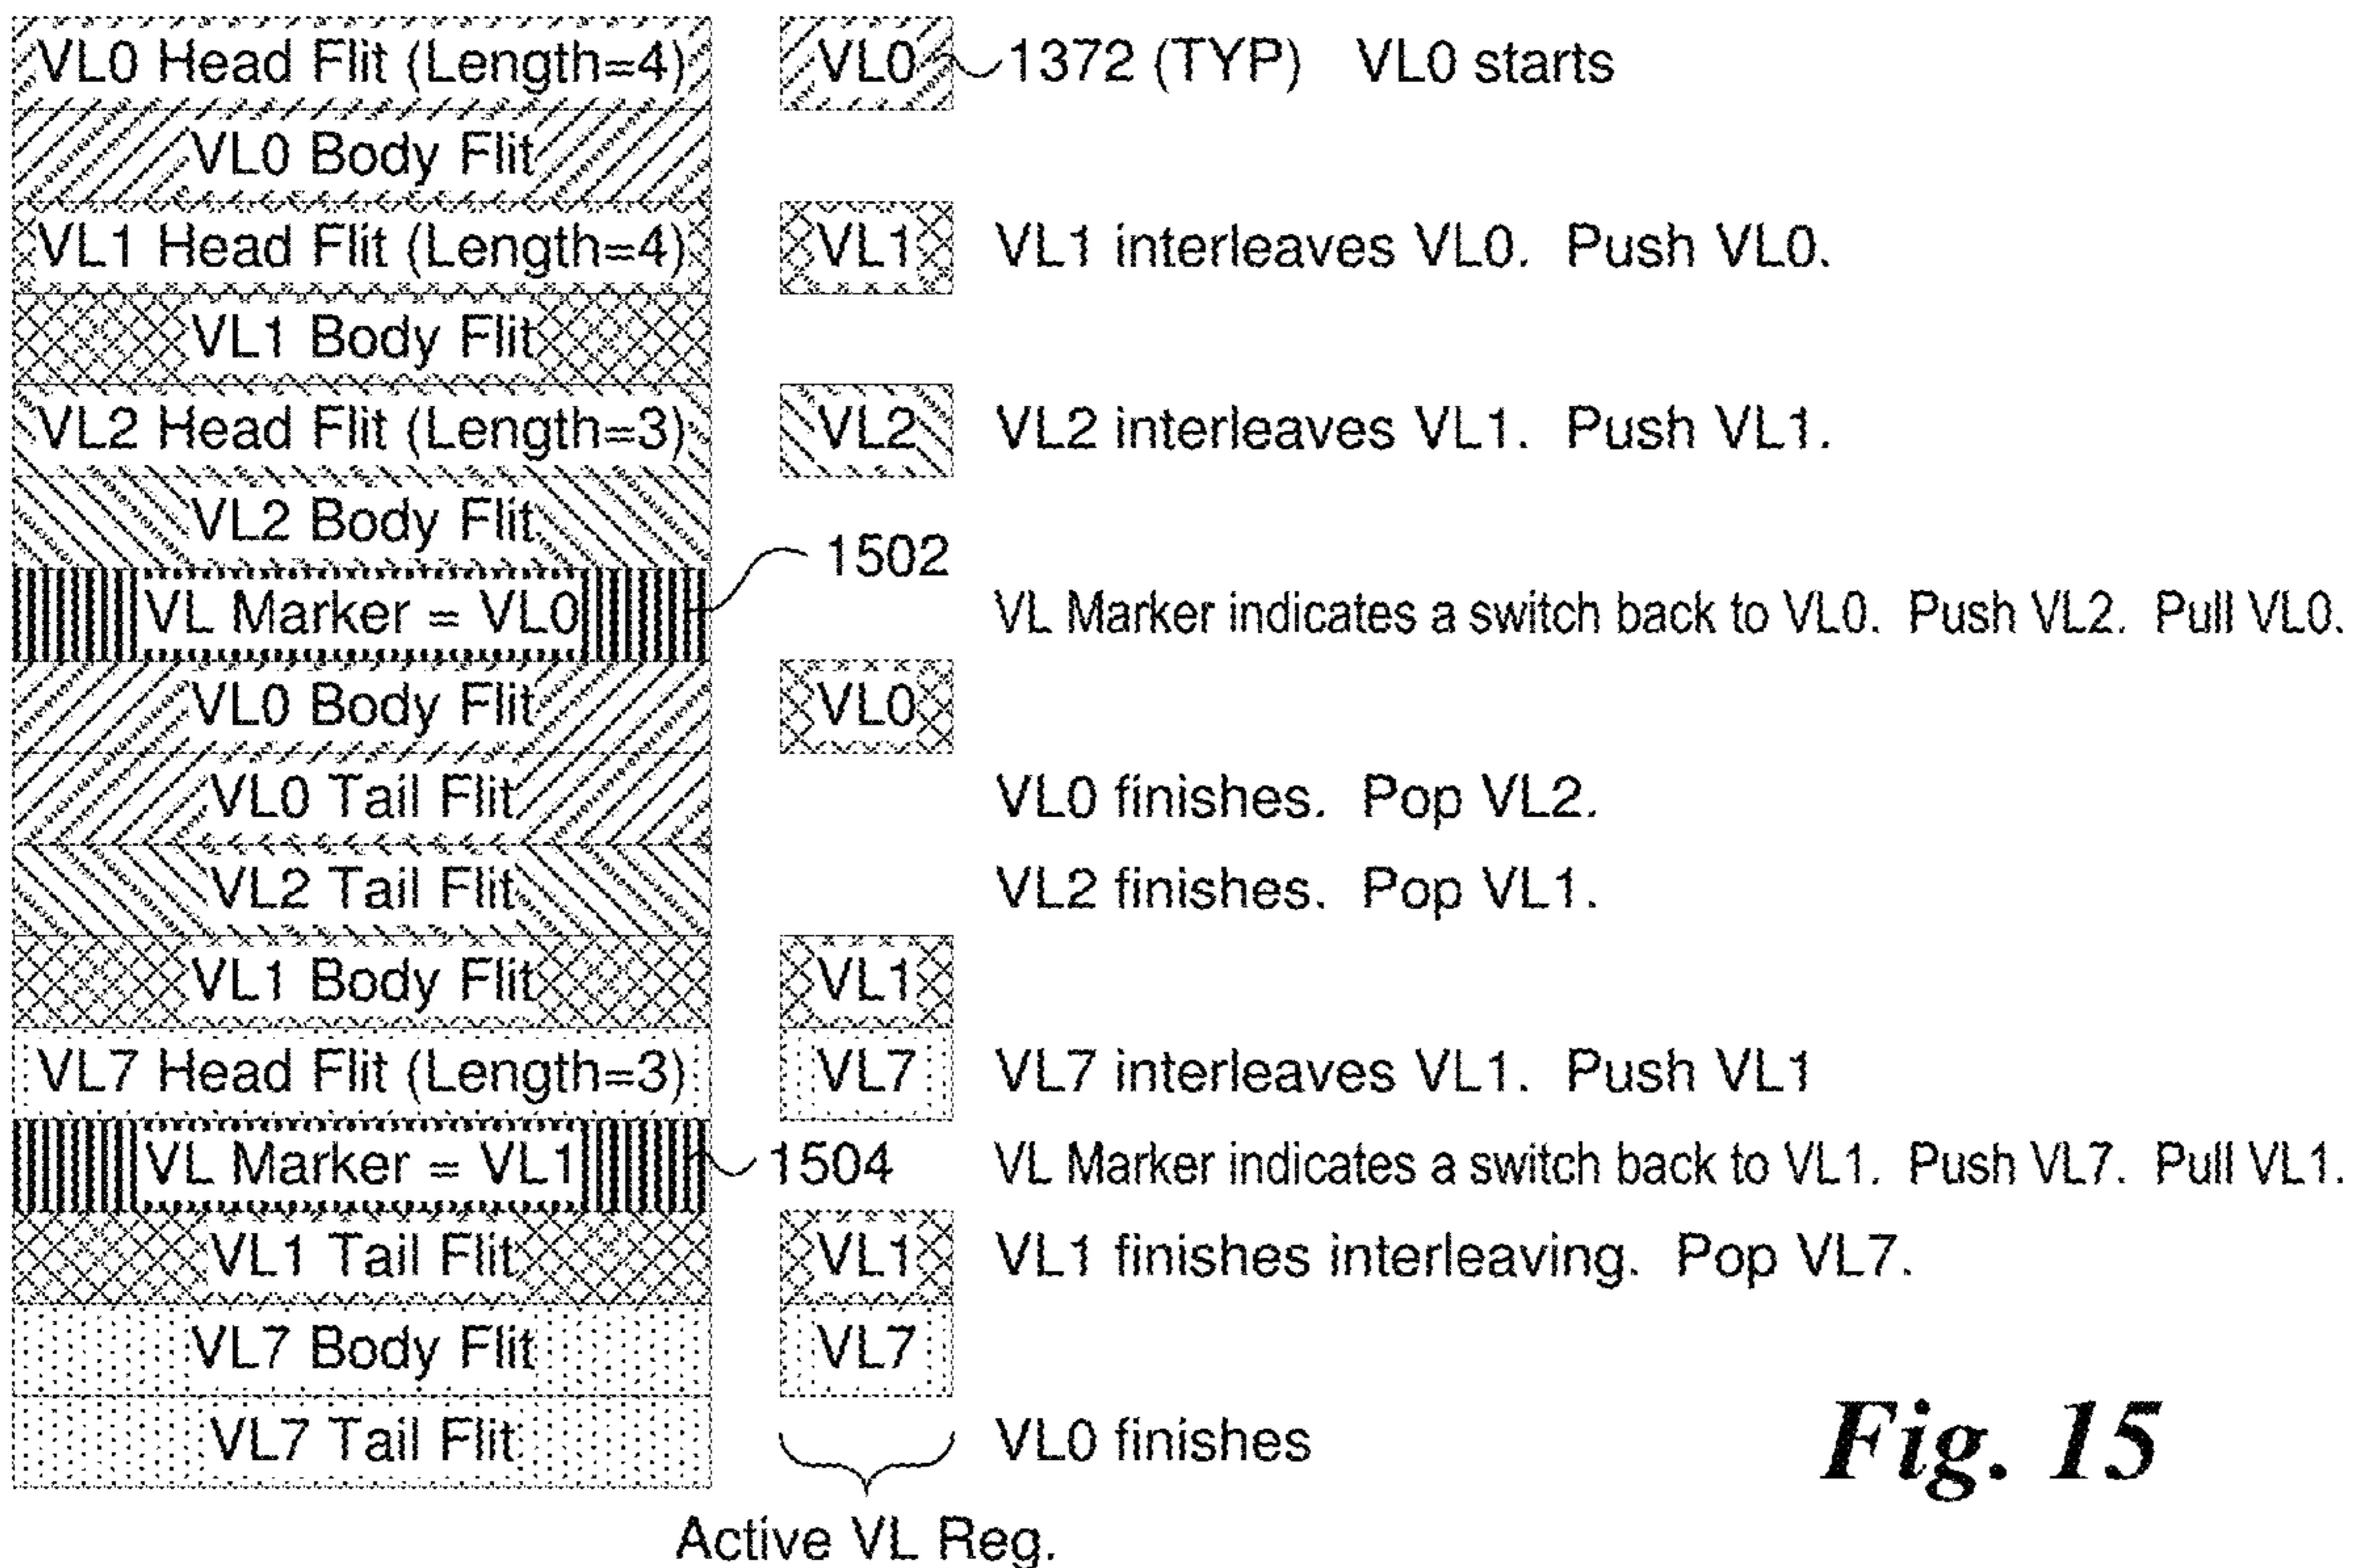 VL0 Head Flit (Length=4) VL0 1372 (TYP) VL0 starts
VL0 Body Flit
VL1 Head Flit (Length=4) VL1 VL1 interleaves VL0. Push VL0.
VL1 Body Flit
VL2 Head Flit (Length=3) VL2 VL2 interleaves VL1. Push VL1.
VL2 Body Flit
1502
VL Marker = VL0 VL Marker indicates a switch back to VL0. Push VL2. Pull VL0.
VL0 Body Flit VL0
VL0 Tail Flit VL0 finishes. Pop VL2.
VL2 Tail Flit VL2 finishes. Pop VL1.
VL1 Body Flit VL1
VL7 Head Flit (Length=3) VL7 VL7 interleaves VL1. Push VL1
VL Marker = VL1 1504 VL Marker indicates a switch back to VL1. Push VL7. Pull VL1.
VL1 Tail Flit VL1 VL1 finishes interleaving. Pop VL7.
VL7 Body Flit VL7
VL7 Tail Flit VL0 finishes
Fig. 15
Active VL Reg.